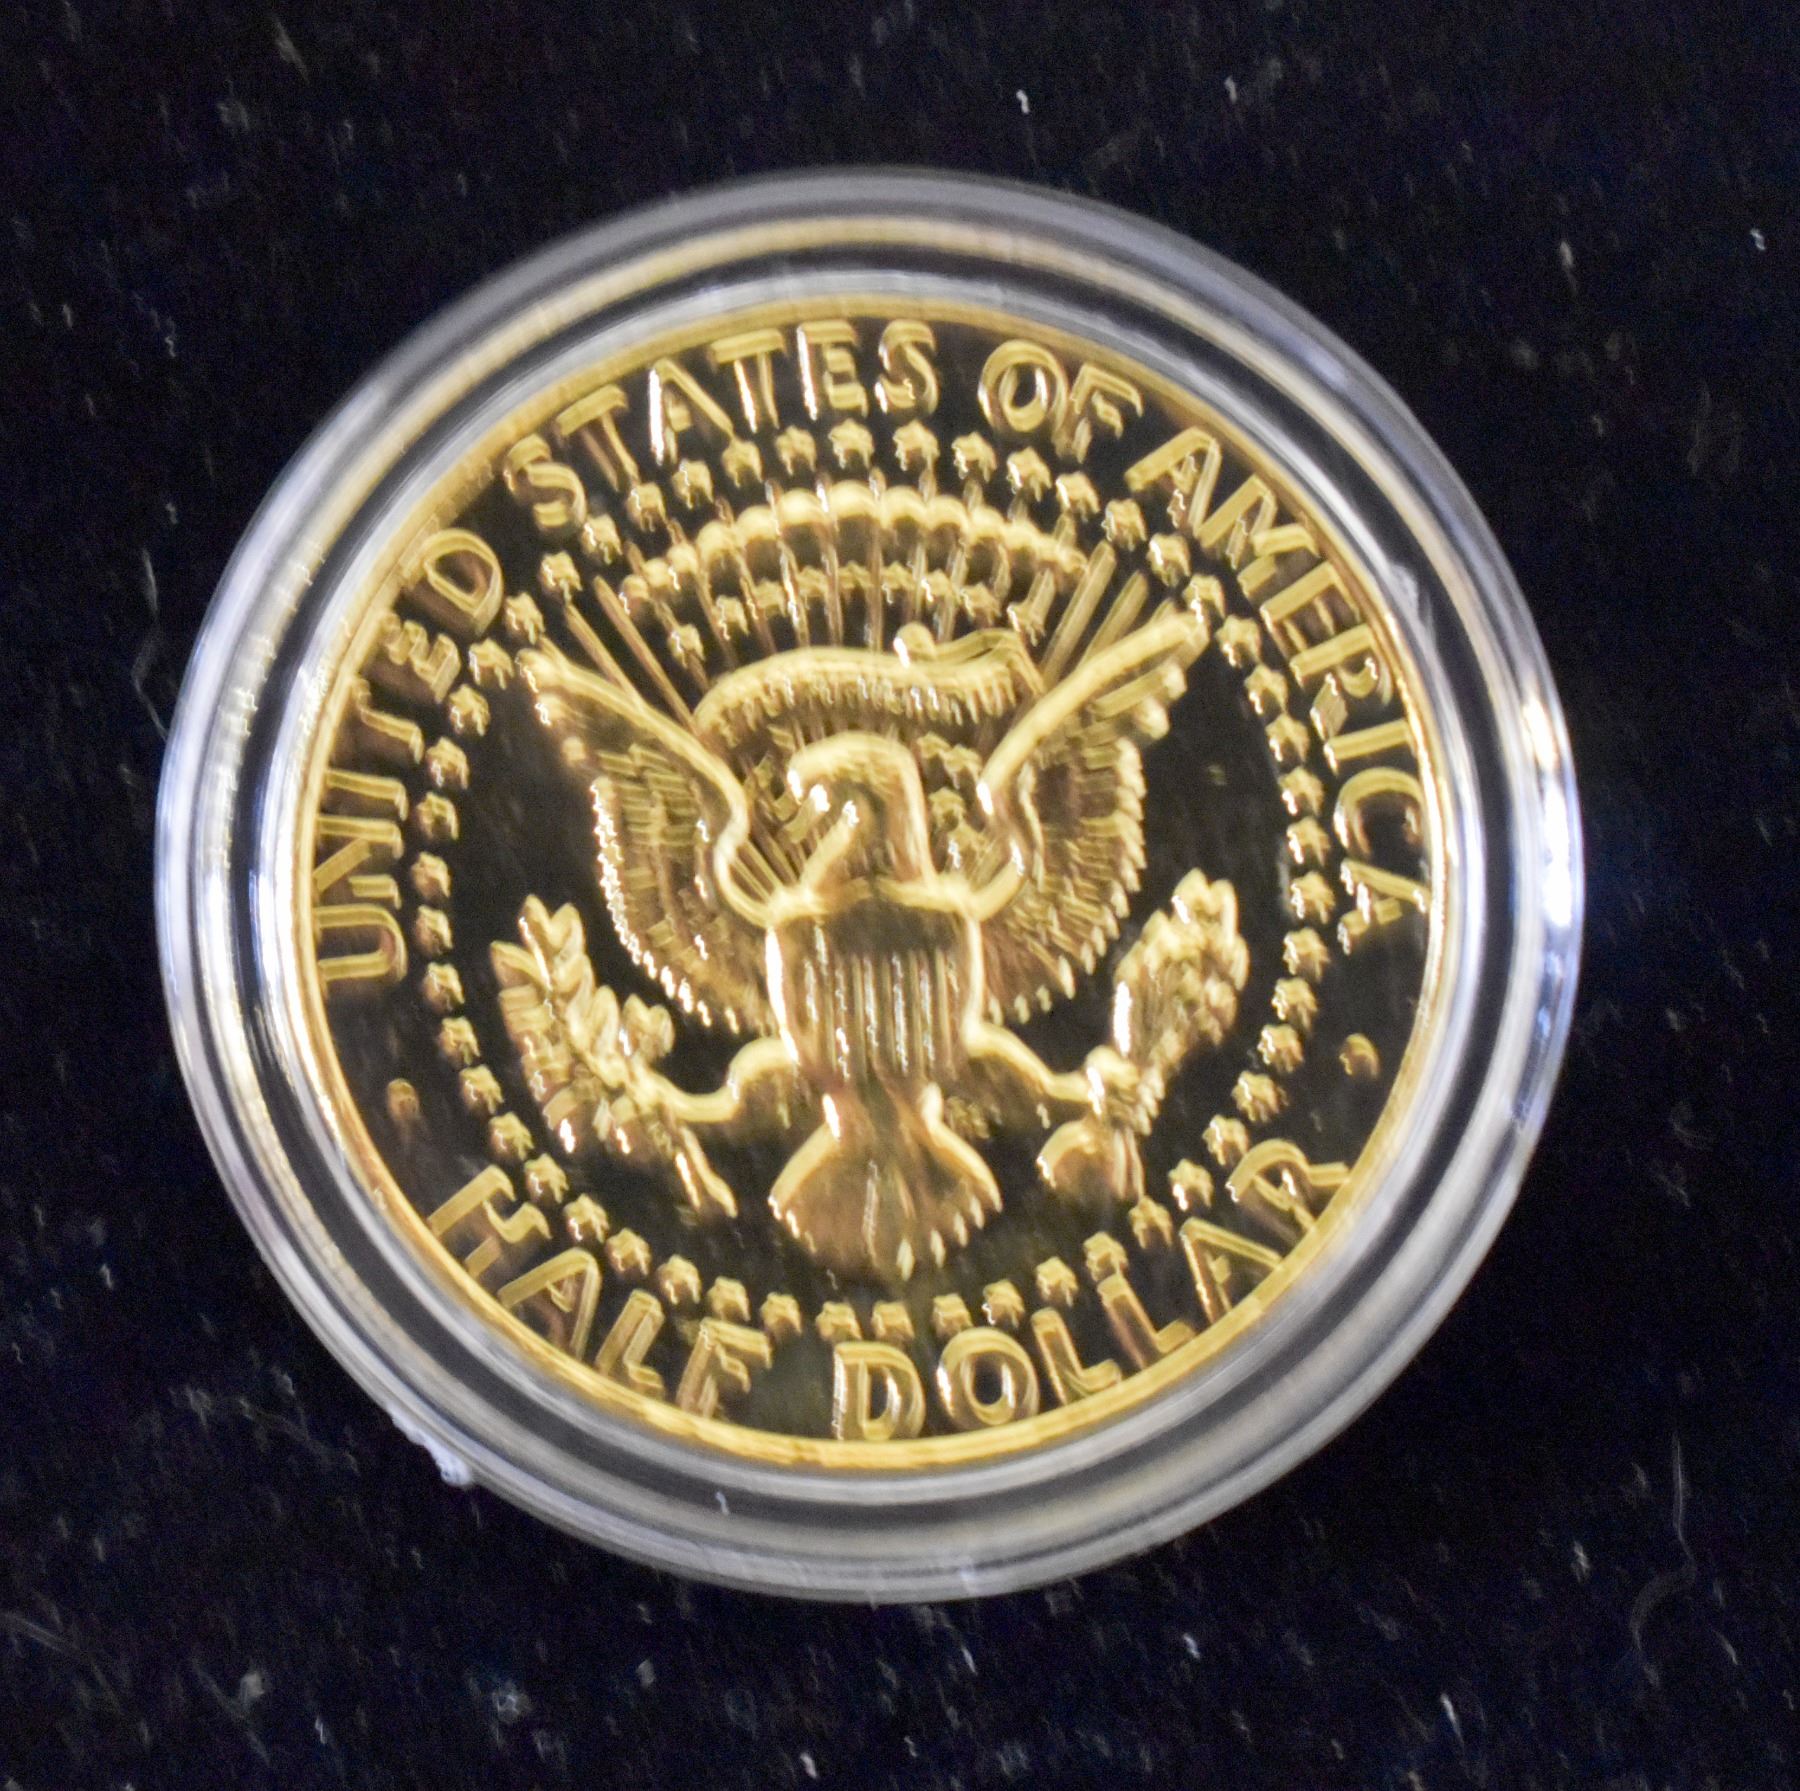 UNITED STATES OF AMERICA
HALF DOLLAR